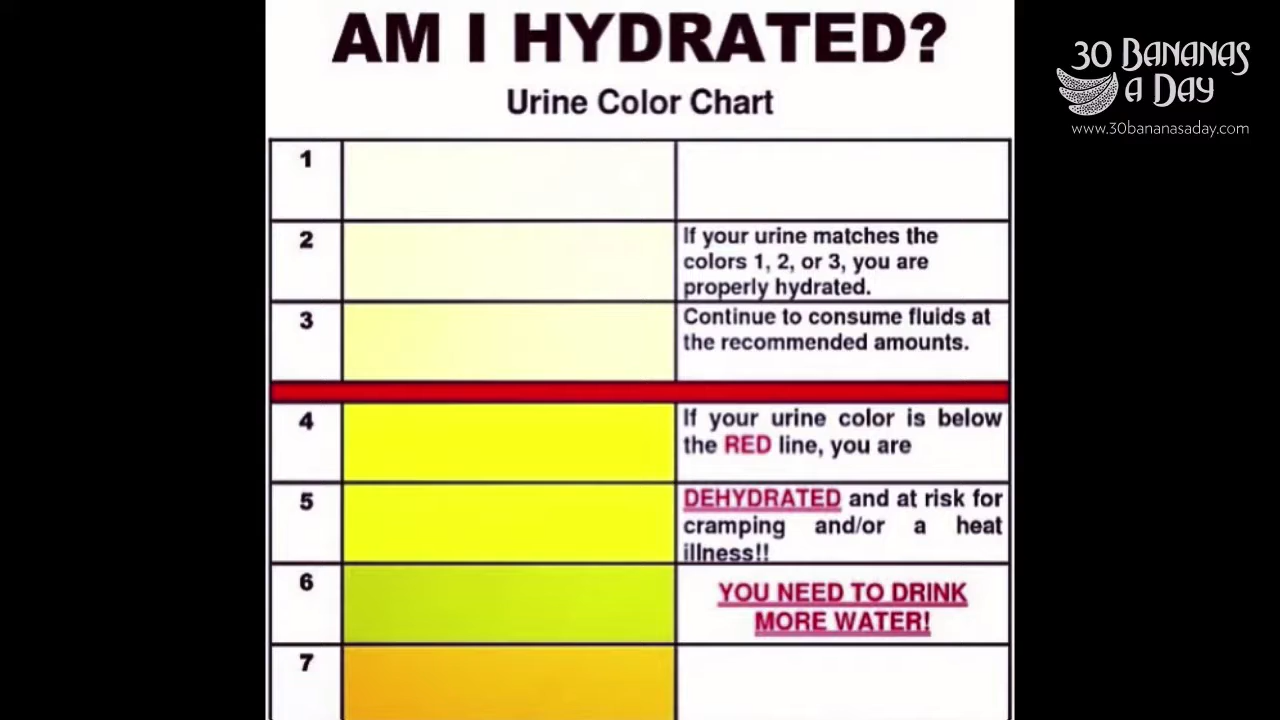 AM I HYDRATED?
Urine Color Chart
30 BANANAS
A DAY
www.30bananasaday.com
1
2
If your urine matches the
colors 1, 2, or 3, you are
properly hydrated.
3
Continue to consume fluids at
the recommended amounts.
4
If your urine color is below
the RED line, you are
5
DEHYDRATED and at risk for
cramping and/or a heat
illness!!
6
YOU NEED TO DRINK
MORE WATER!
7